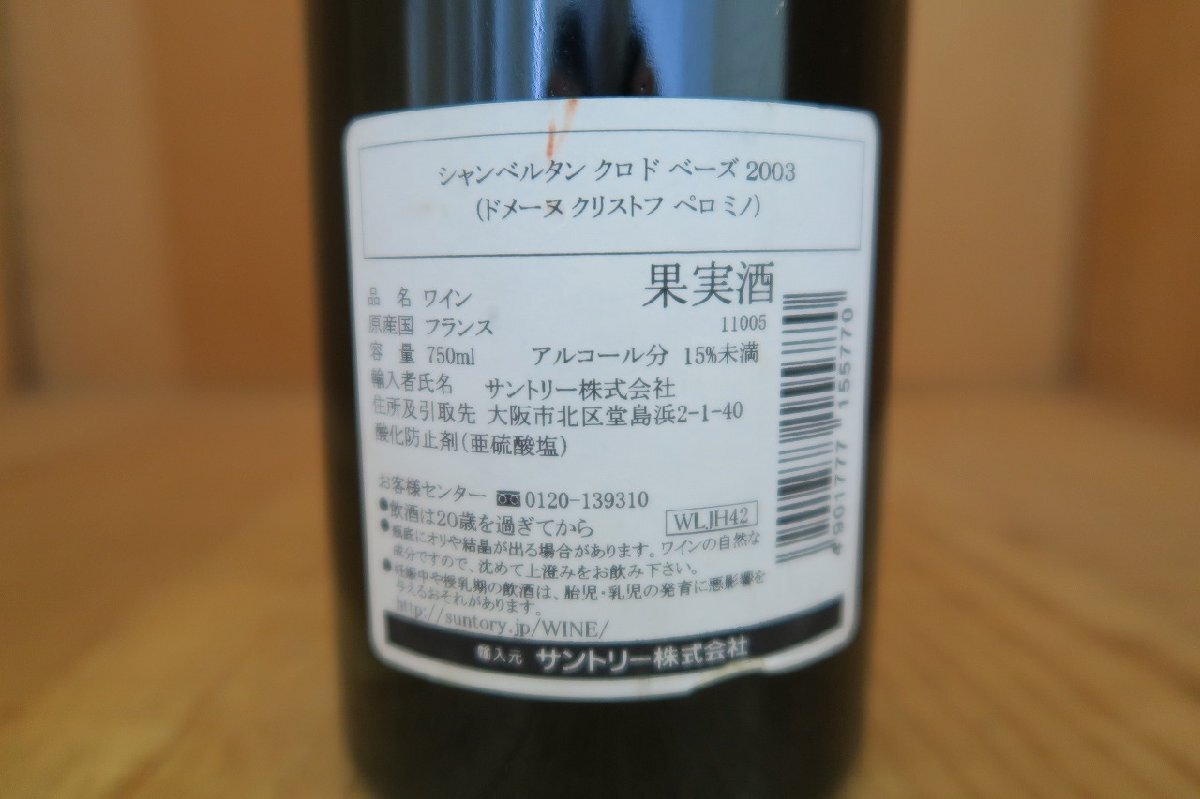 シャンベルタン クロ ド ベーズ 2003
(ドメーヌ クリストフ ペロ ミノ)
果実酒
品 名 ワイン
原産国 フランス
11005
容 量 750ml アルコール分 15%未満
輸入者氏名 サントリー株式会社
住所及引取先 大阪市北区堂島浜2-1-40
酸化防止剤(亜硫酸塩)
お客様センター 0120-139310
●飲酒は20歳を過ぎてから
WLJH42
●瓶底にオリや結晶が出る場合があります。ワインの自然な
成分ですので、沈めて上澄みをお飲み下さい。
●妊娠中や授乳期の飲酒は、胎児・乳児の発育に悪影響を
与えるおそれがあります。
http://suntory.jp/WINE/
輸入元 サントリー株式会社
4 901777 155770